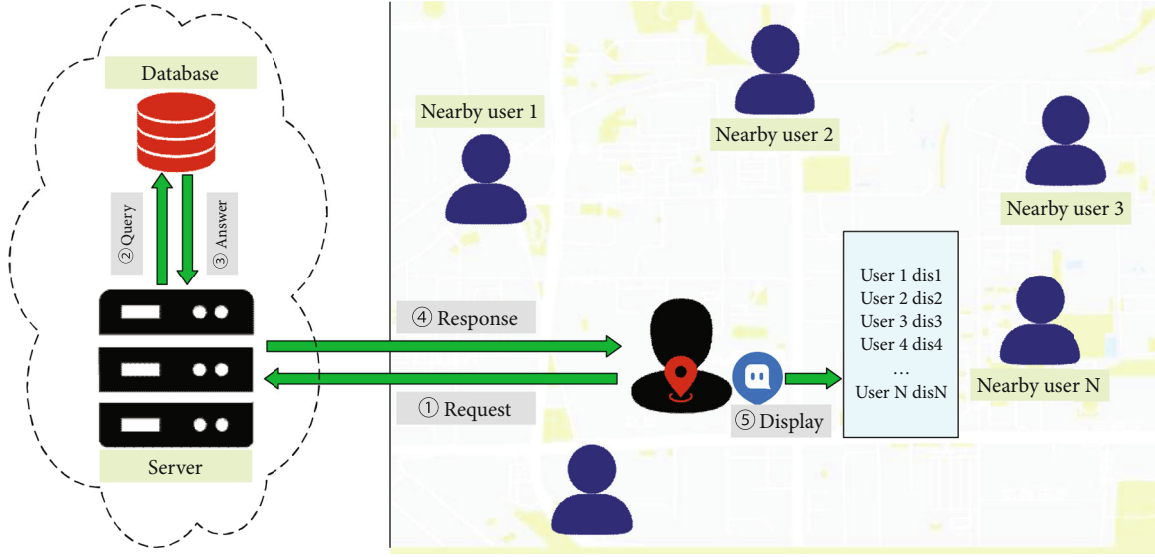 Database
② Query
③ Answer
Server
④ Response
① Request
Nearby user 1
Nearby user 2
Nearby user 3
Nearby user N
User 1 dis1
User 2 dis2
User 3 dis3
User 4 dis4
...
User N disN
⑤ Display